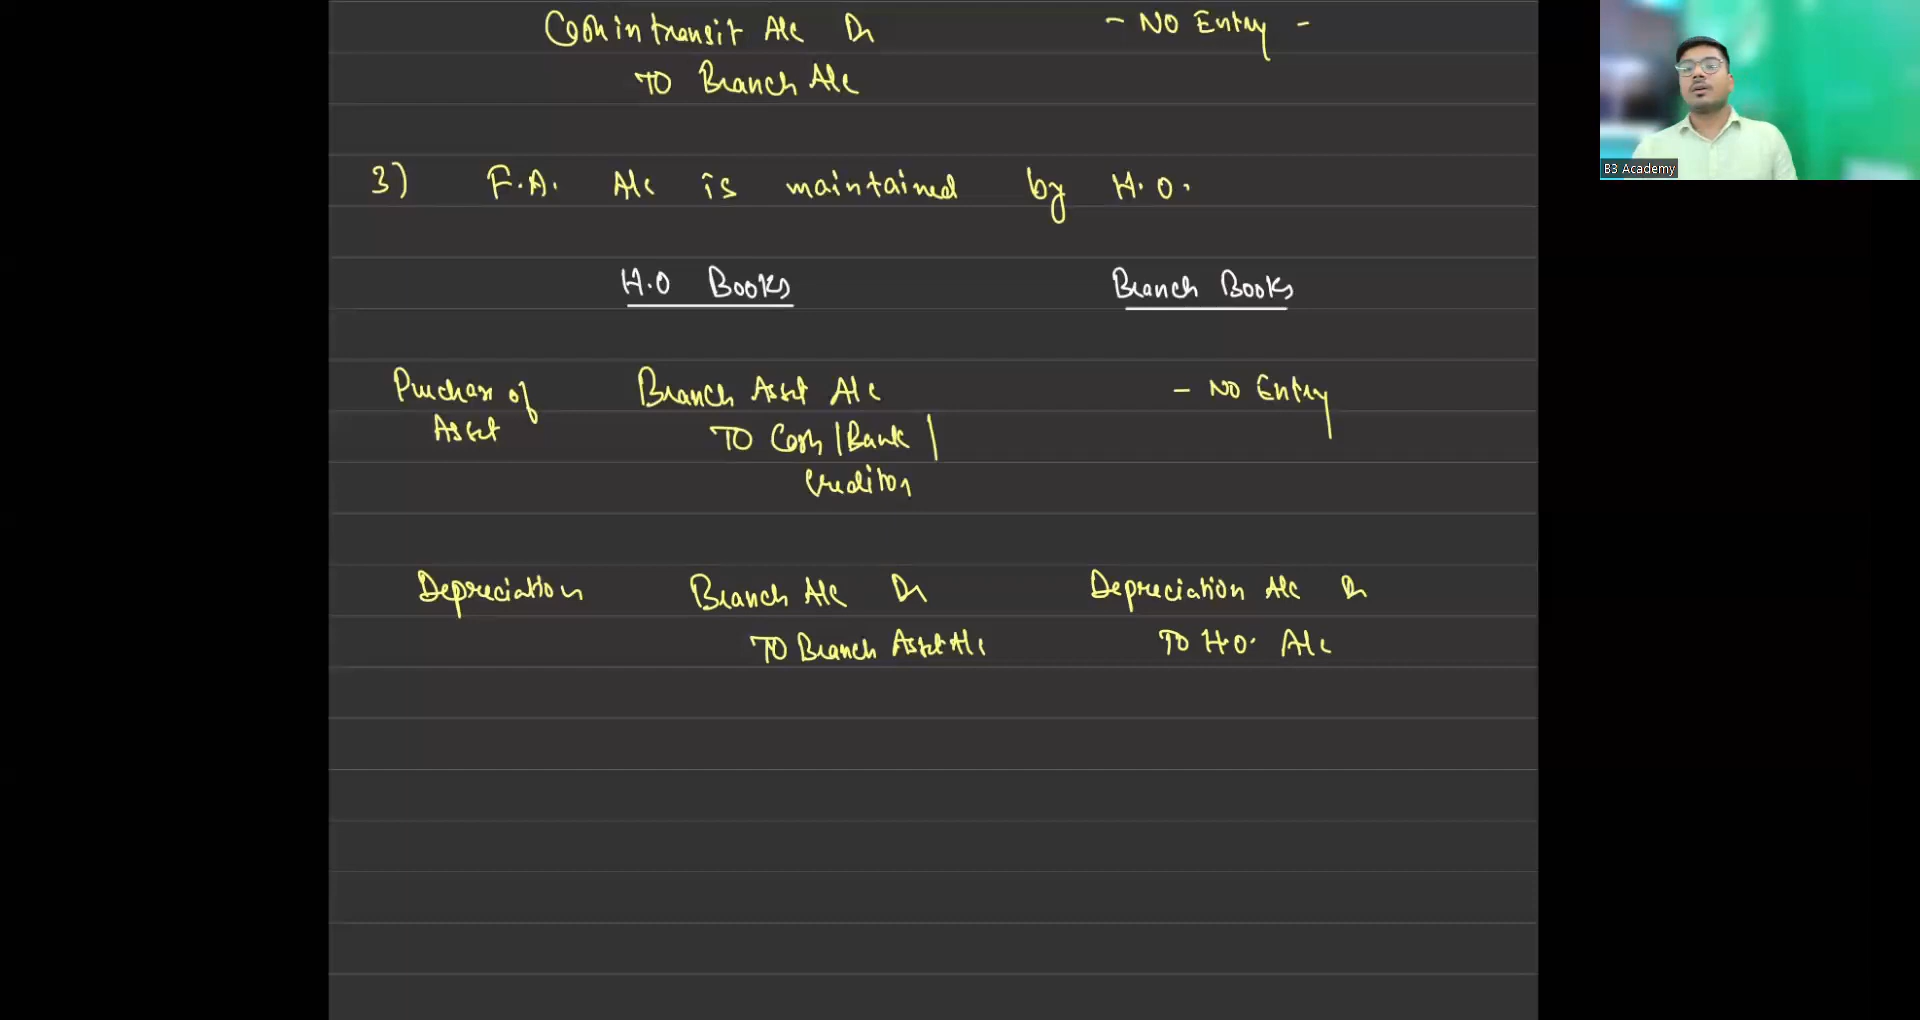 Cash in transit A/c Dr - NO Entry -
TO Branch A/c
B3 Academy
3) F.A. A/c is maintained by H.O.
H.O Books Branch Books
Purchase of Branch Asset A/c - NO Entry
Asset TO Cash | Bank |
Creditors
Depreciation Branch A/c Dr Depreciation A/c Dr
TO Branch Asset A/c TO H.O. A/c